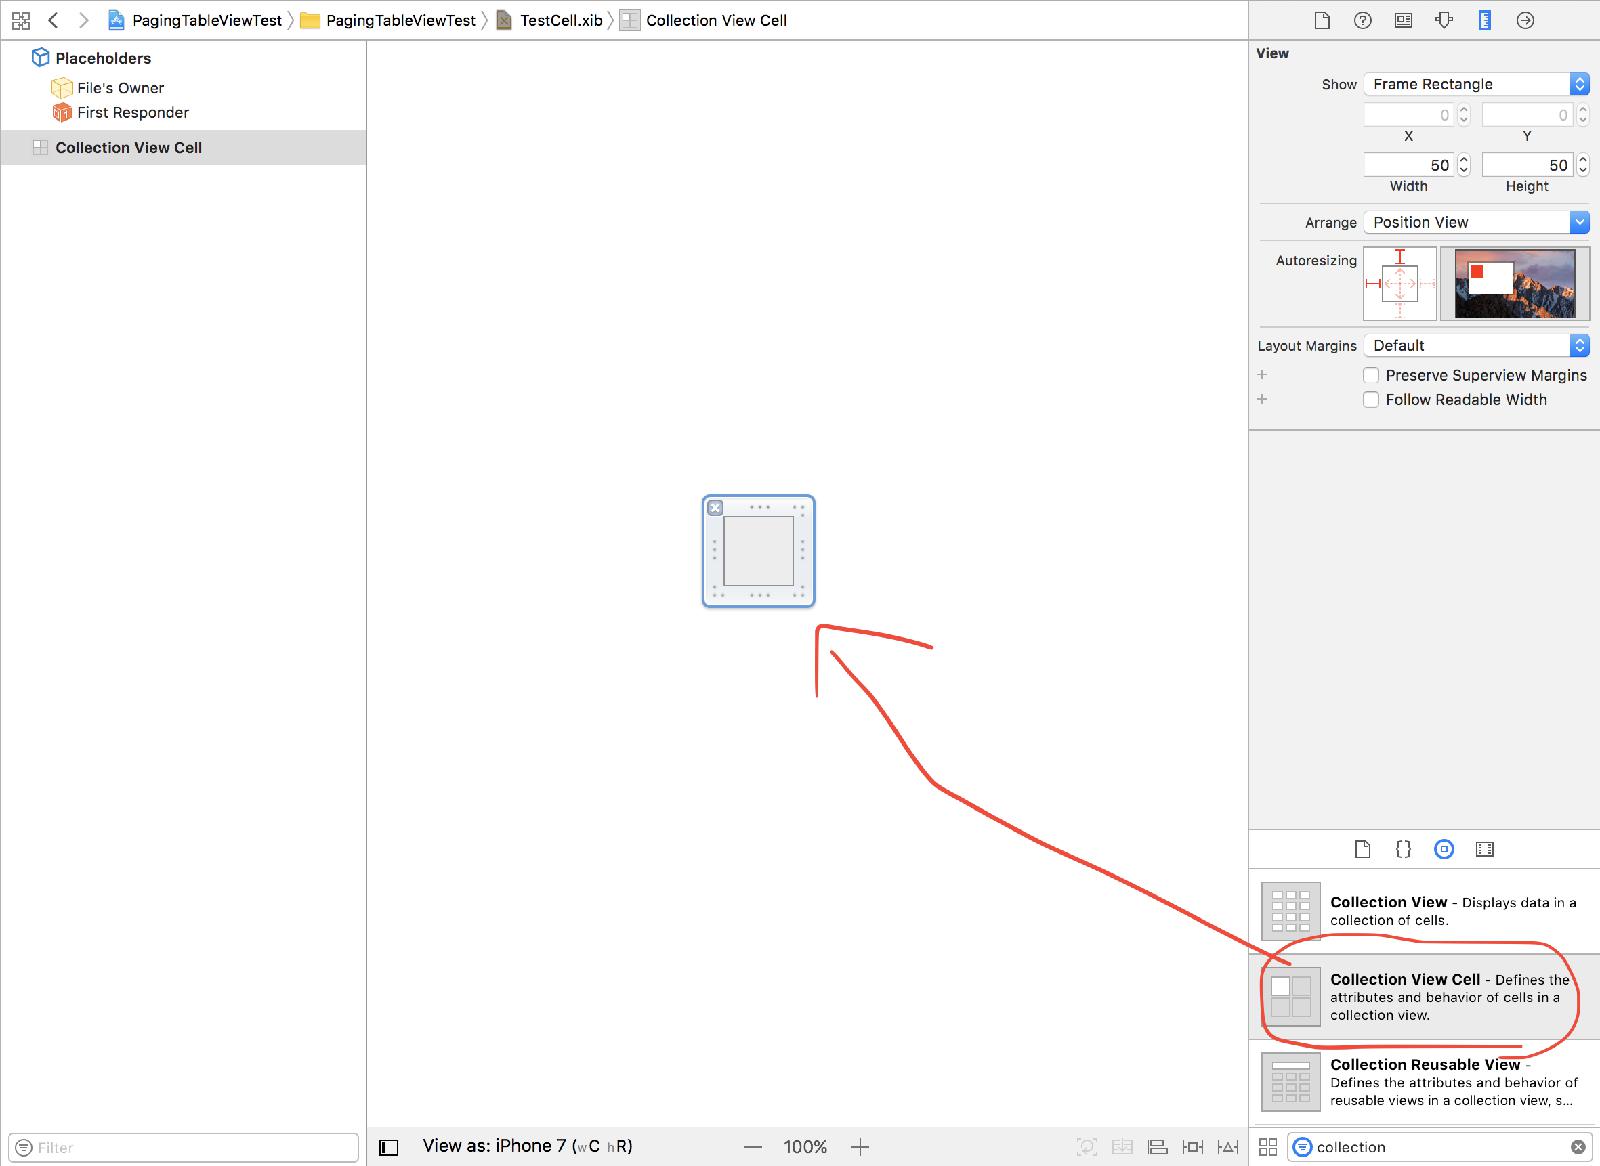 PagingTableViewTest PagingTableViewTest TestCell.xib Collection View Cell
Placeholders
File's Owner
First Responder
Collection View Cell
View
Show Frame Rectangle
0 0
X Y
50 50
Width Height
Arrange Position View
Autoresizing
Layout Margins Default
Preserve Superview Margins
Follow Readable Width
Collection View - Displays data in a
collection of cells.
Collection View Cell - Defines the
attributes and behavior of cells in a
collection view.
Collection Reusable View -
Defines the attributes and behavior of
reusable views in a collection view, s...
Filter
View as: iPhone 7 (wC hR)
100%
collection